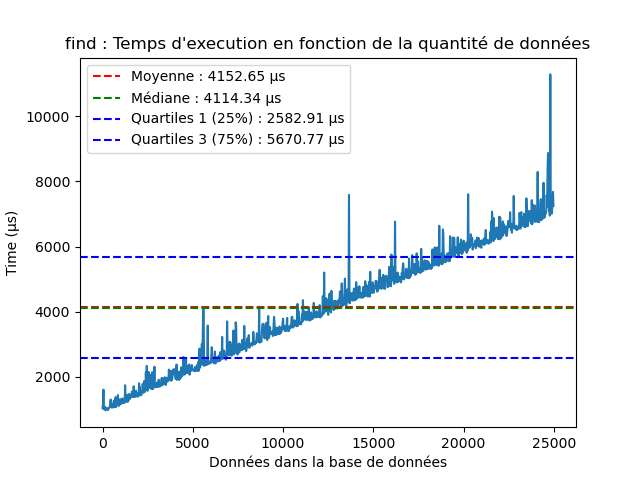 find : Temps d'execution en fonction de la quantité de données
Moyenne : 4152.65 µs
Médiane : 4114.34 µs
Quartiles 1 (25%) : 2582.91 µs
Quartiles 3 (75%) : 5670.77 µs
Time (µs)
10000
8000
6000
4000
2000
0 5000 10000 15000 20000 25000
Données dans la base de données